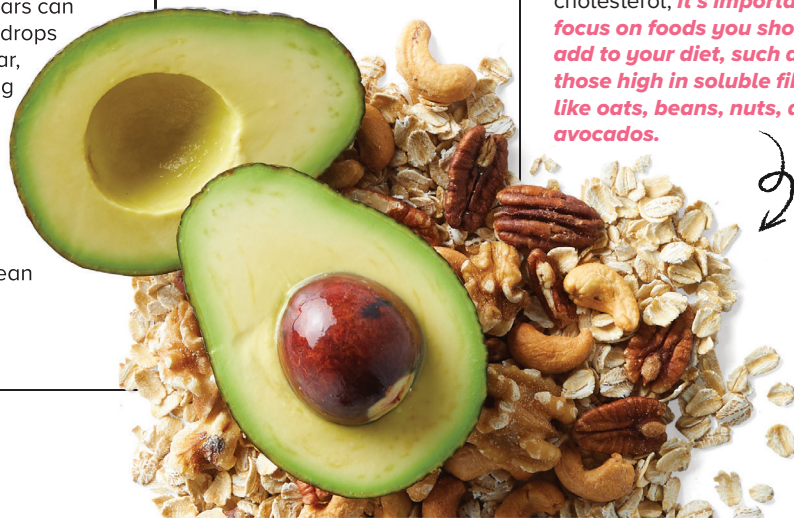 ars can
drops
ar,
g
ean
cholesterol, it's importa
focus on foods you sho
add to your diet, such a
those high in soluble fi
like oats, beans, nuts, a
avocados.